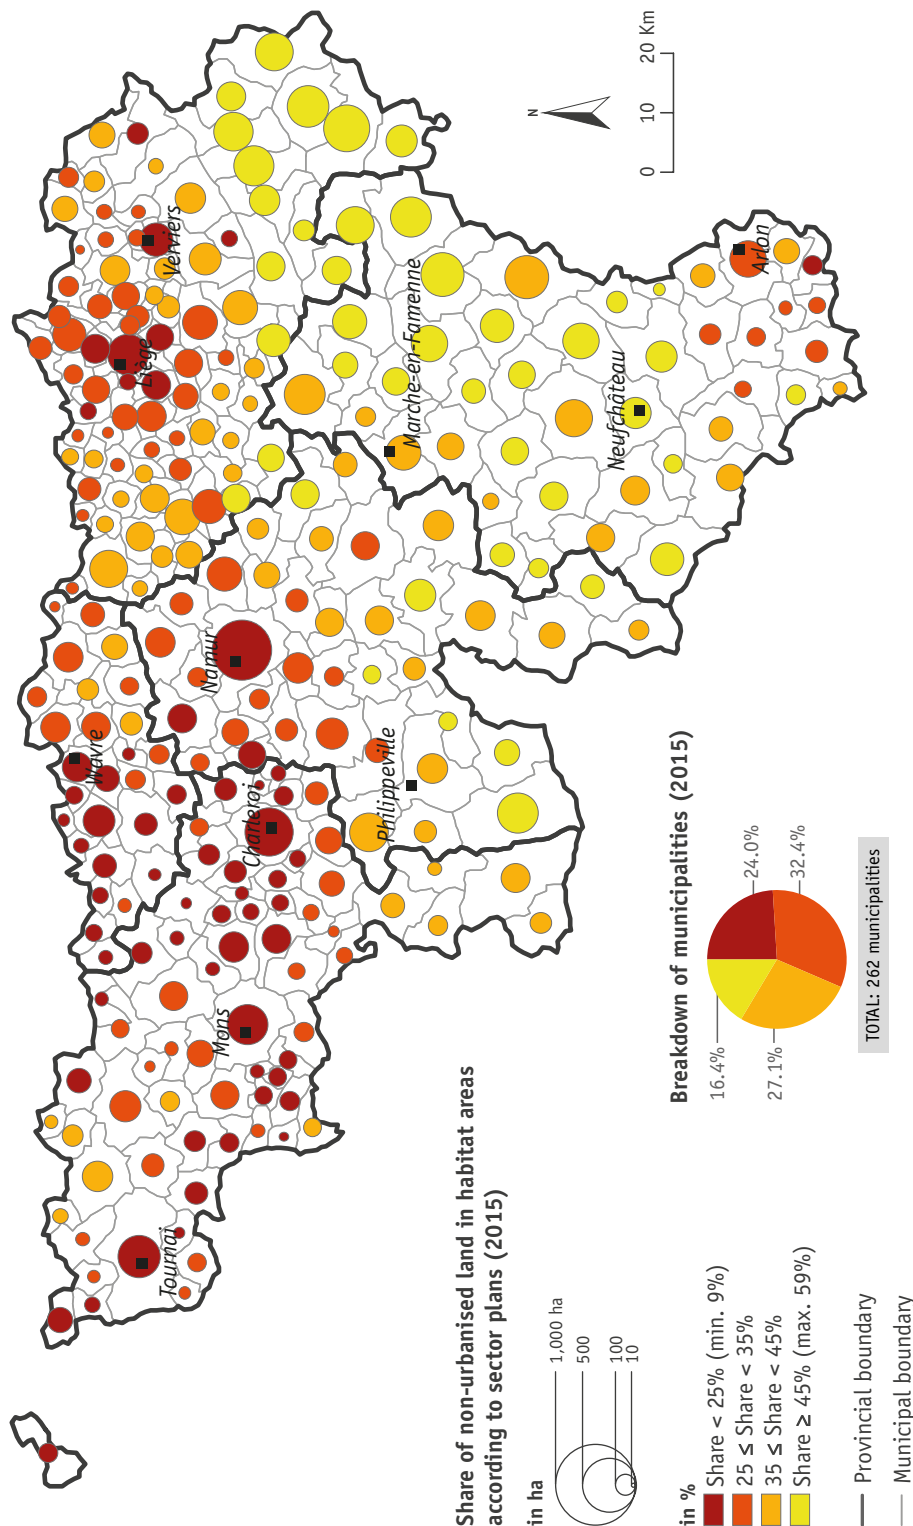 Tournai
Mons
Charleroi
Wavre
Namur
Philippeville
Liège
Verviers
Marche-en-Famenne
Neufchâteau
Arlon
N
0 10 20 Km
Share of non-urbanised land in habitat areas
according to sector plans (2015)
in ha
1,000 ha
500
100
10
in %
Share < 25% (min. 9%)
25 ≤ Share < 35%
35 ≤ Share < 45%
Share ≥ 45% (max. 59%)
Provincial boundary
Municipal boundary
Breakdown of municipalities (2015)
16.4%
24.0%
27.1%
32.4%
TOTAL: 262 municipalities